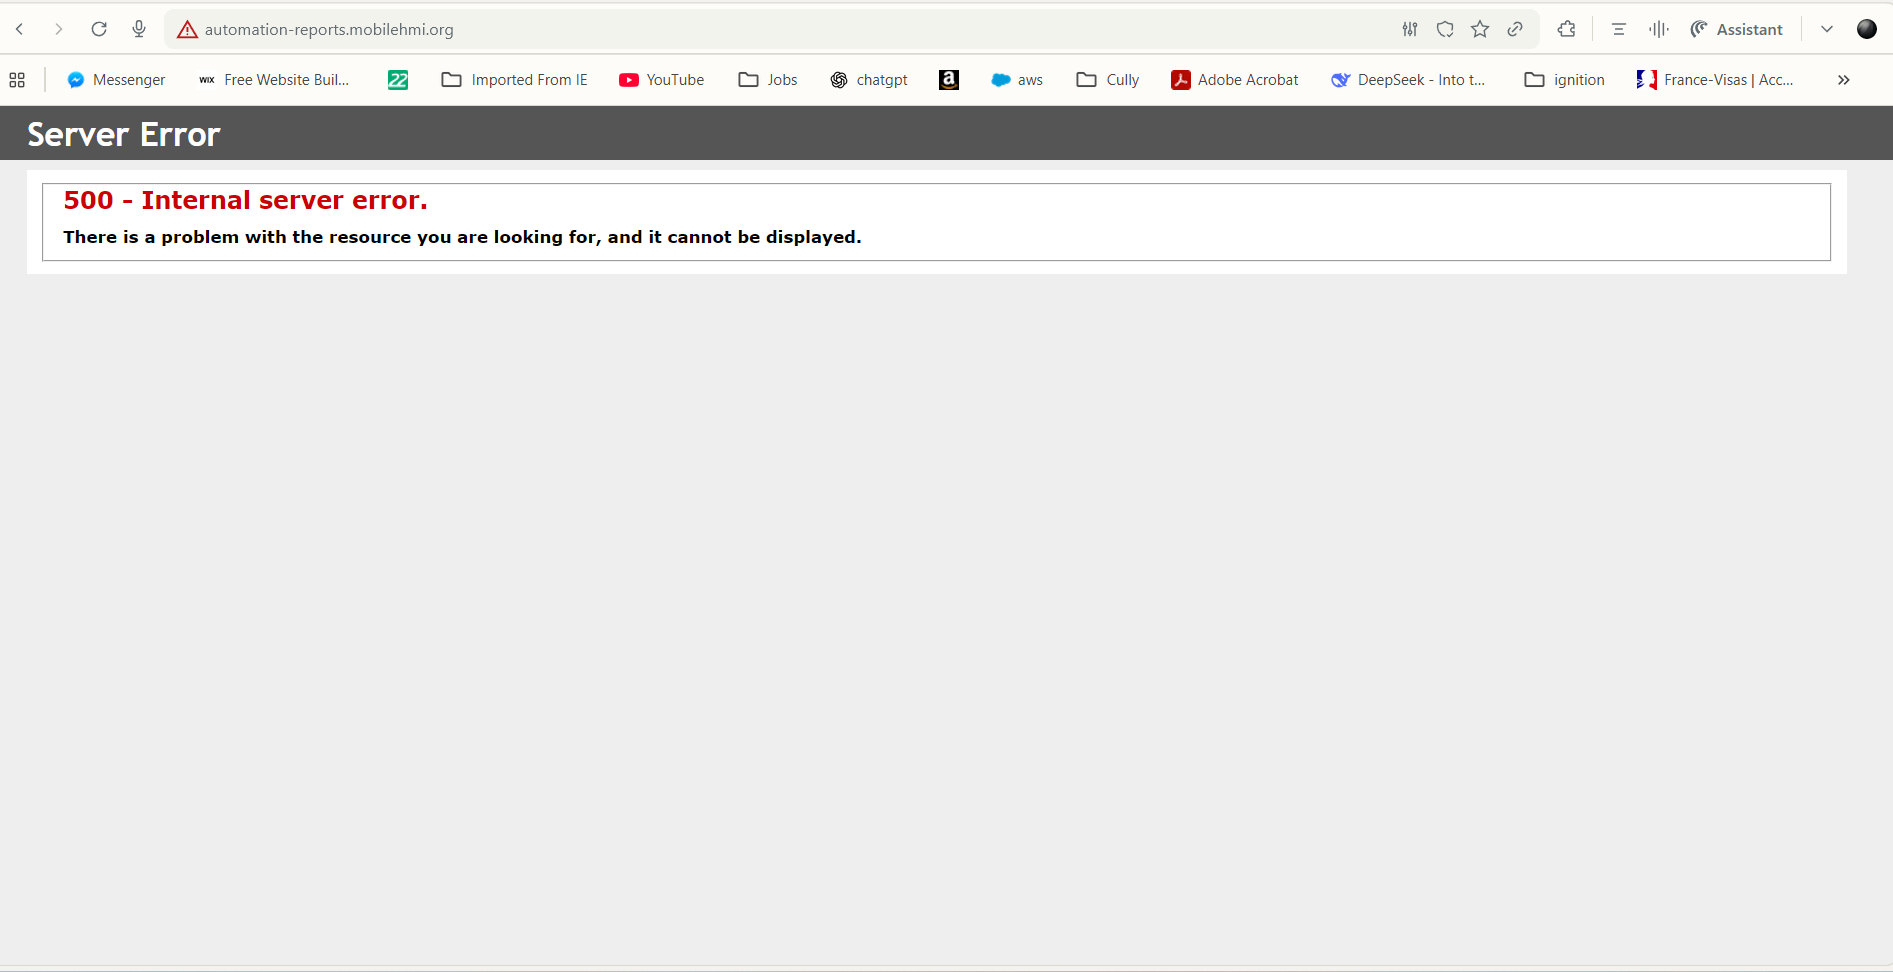 automation-reports.mobilehmi.org
Assistant
Messenger
WIX Free Website Buil...
22
Imported From IE
YouTube
Jobs
chatgpt
a
aws
Cully
Adobe Acrobat
DeepSeek - Into t...
ignition
France-Visas | Acc...
Server Error
500 - Internal server error.
There is a problem with the resource you are looking for, and it cannot be displayed.